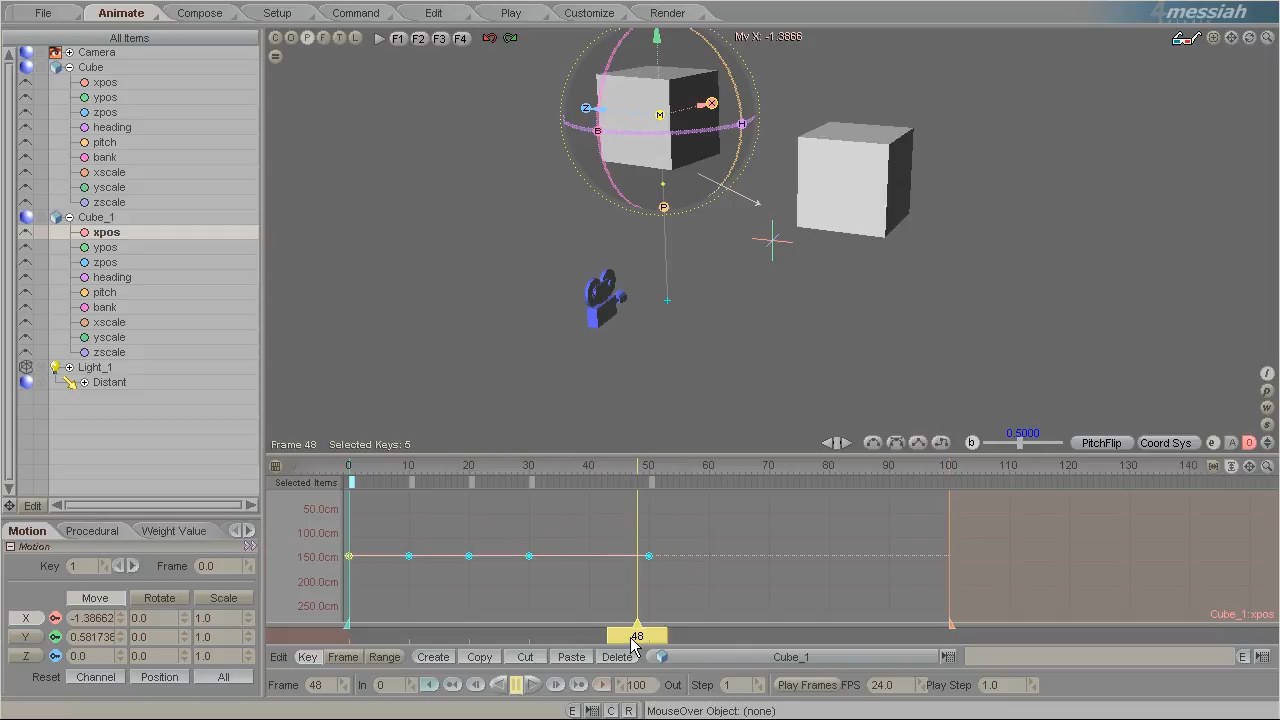 File Animate Compose Setup Command Edit Play Customize Render 4messiah
All Items C O P F T L F1 F2 F3 F4 Mv X -1.3866
Camera
Cube
xpos
ypos
zpos
heading
pitch
bank
xscale
yscale
zscale
Cube_1
xpos
ypos
zpos
heading
pitch
bank
xscale
yscale
zscale
Light_1
Distant
Z X M B H P
i
p
w
s
Frame 48 Selected Keys: 5 b 0.5000 PitchFlip Coord Sys e A 0
0 10 20 30 40 50 60 70 80 90 100 110 120 130 140
Selected Items
50.0cm
100.0cm
150.0cm
200.0cm
250.0cm
Cube_1:xpos
48
Edit
Motion Procedural Weight Value
Motion
Key 1 Frame 0.0
Move Rotate Scale
X -1.38662 0.0 1.0
Y 0.581738 0.0 1.0
Z 0.0 0.0 1.0
Reset Channel Position All
Edit Key Frame Range Create Copy Cut Paste Delete Cube_1 E
Frame 48 In 0 100 Out Step 1 Play Frames FPS 24.0 Play Step 1.0
E C R MouseOver Object: (none)